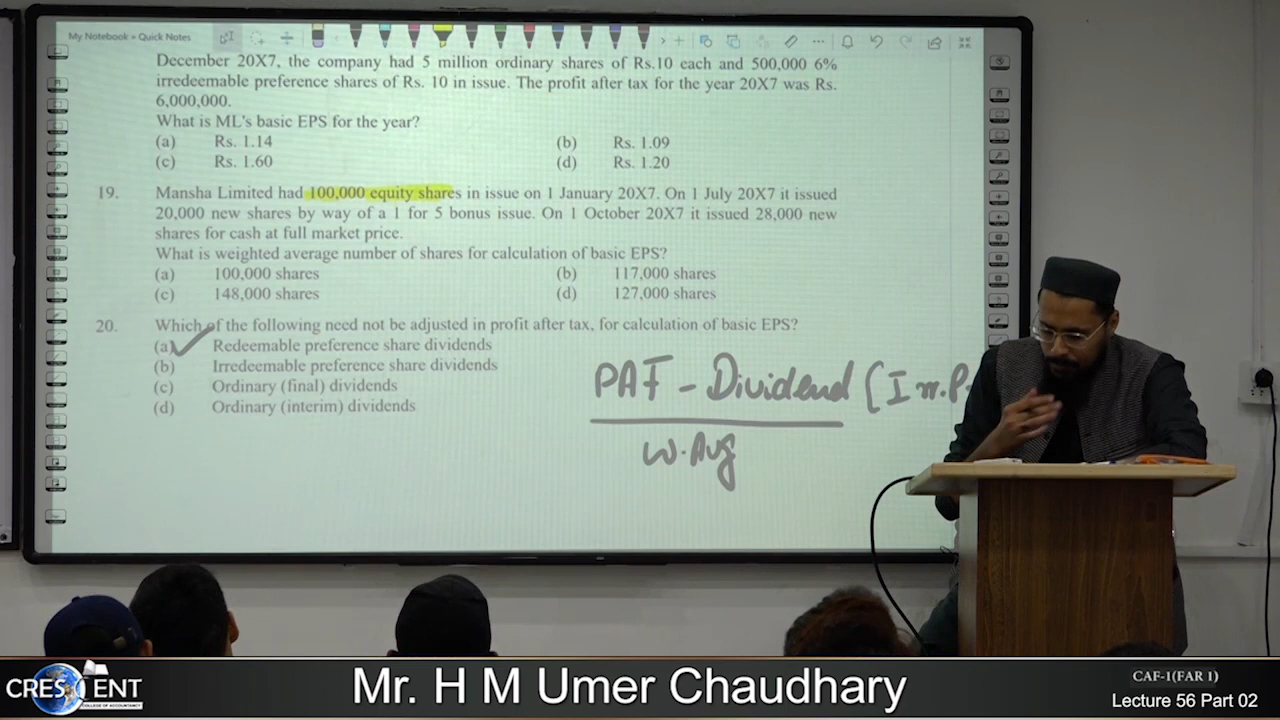 My Notebook » Quick Notes
December 20X7, the company had 5 million ordinary shares of Rs.10 each and 500,000 6%
irredeemable preference shares of Rs. 10 in issue. The profit after tax for the year 20X7 was Rs.
6,000,000.
What is ML's basic EPS for the year?
(a) Rs. 1.14 (b) Rs. 1.09
(c) Rs. 1.60 (d) Rs. 1.20
19. Mansha Limited had 100,000 equity shares in issue on 1 January 20X7. On 1 July 20X7 it issued
20,000 new shares by way of a 1 for 5 bonus issue. On 1 October 20X7 it issued 28,000 new
shares for cash at full market price.
What is weighted average number of shares for calculation of basic EPS?
(a) 100,000 shares (b) 117,000 shares
(c) 148,000 shares (d) 127,000 shares
20. Which of the following need not be adjusted in profit after tax, for calculation of basic EPS?
(a) Redeemable preference share dividends
(b) Irredeemable preference share dividends
(c) Ordinary (final) dividends
(d) Ordinary (interim) dividends
PAT - Dividend (Irr.P.
W.Avg
CRESCENT
COLLEGE OF ACCOUNTANCY
Mr. H M Umer Chaudhary
CAF-1(FAR 1)
Lecture 56 Part 02